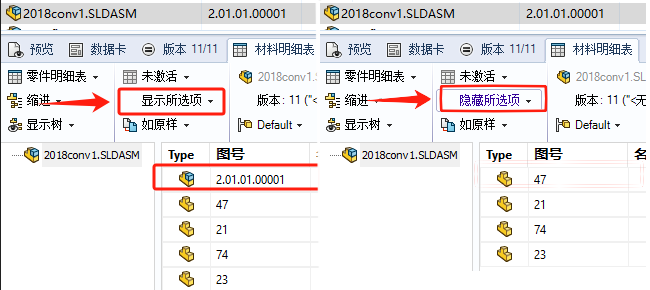 2018conv1.SLDASM 2.01.01.00001
预览 数据卡 版本 11/11 材料明细表
零件明细表 未激活 2018conv1.SL
缩进 显示所选项 版本: 11 ("<
显示树 如原样 Default
2018conv1.SLDASM
Type 图号
2.01.01.00001
47
21
74
23
2018conv1.SLDASM 2.01.01.00001
预览 数据卡 版本 11/11 材料明细表
零件明细表 未激活 2018conv1.SLDASM
缩进 隐藏所选项 版本: 11 ("<无
显示树 如原样 Default
2018conv1.SLDASM
Type 图号 名
47
21
74
23